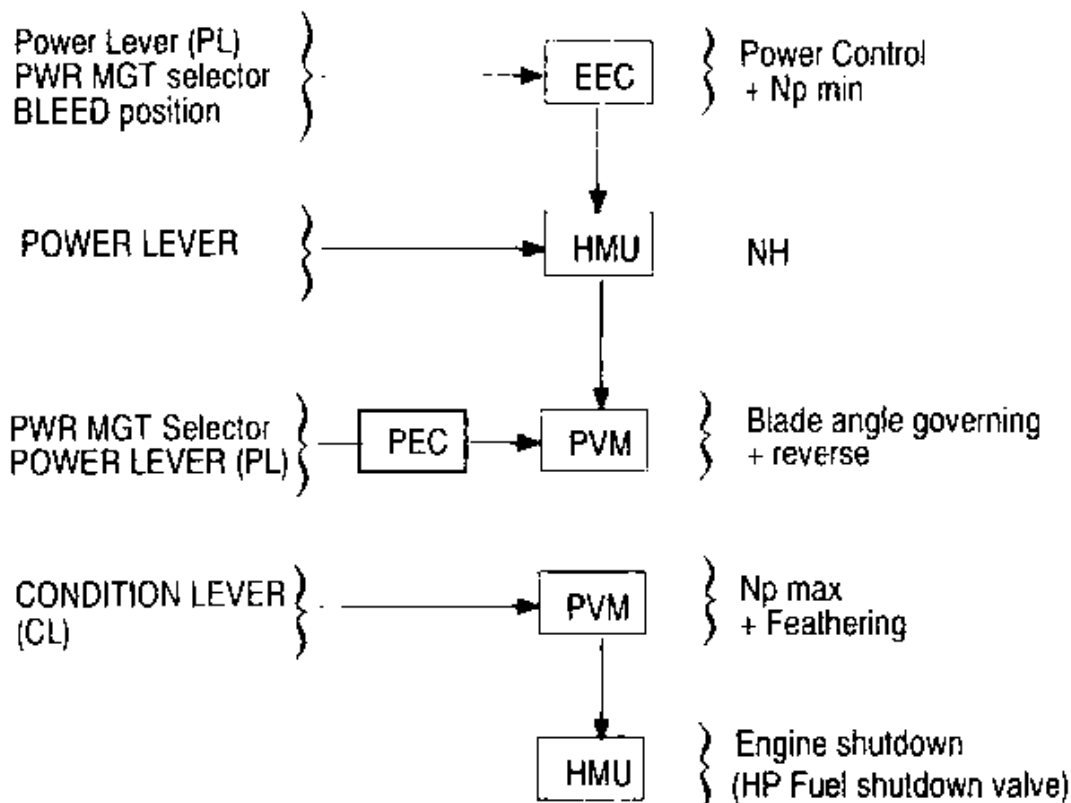 Power Lever (PL)
PWR MGT selector
BLEED position
EEC
Power Control
+ Np min
POWER LEVER
HMU
NH
PWR MGT Selector
POWER LEVER (PL)
PEC
PVM
Blade angle governing
+ reverse
CONDITION LEVER
(CL)
PVM
Np max
+ Feathering
HMU
Engine shutdown
(HP Fuel shutdown valve)